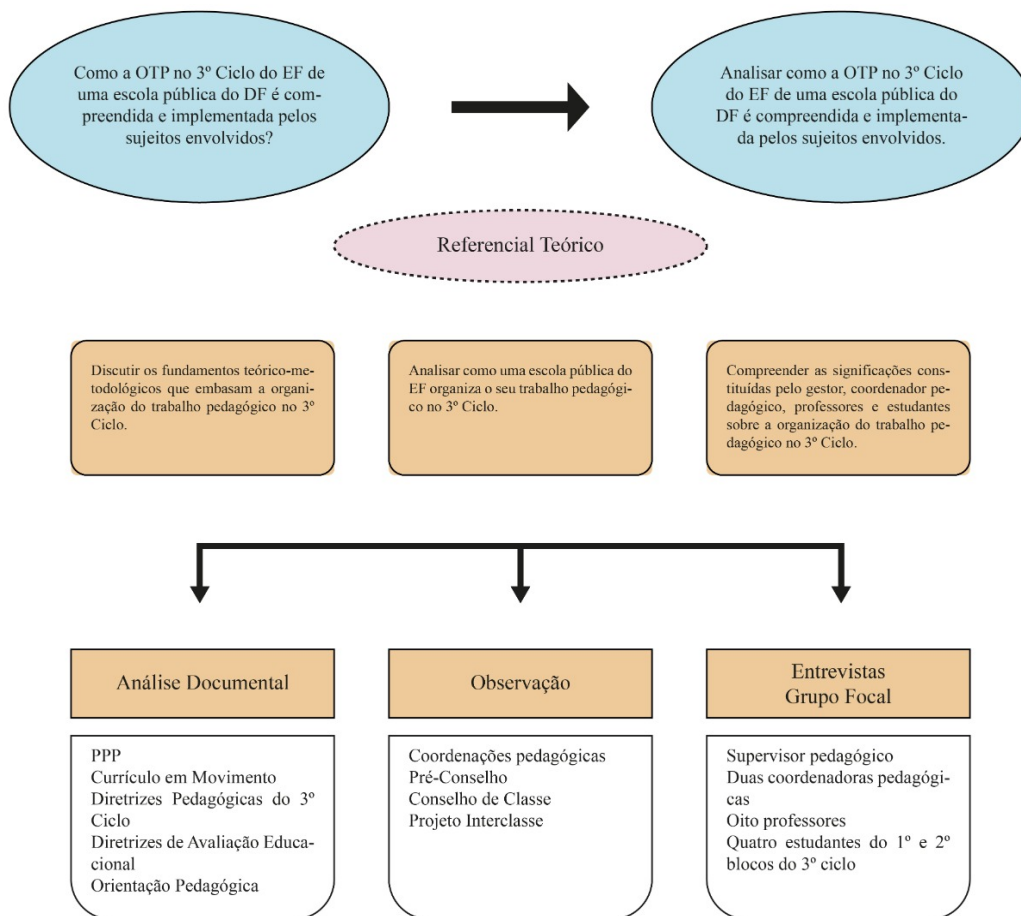 Como a OTP no 3º Ciclo do EF de
uma escola pública do DF é com-
preendida e implementada pelos
sujeitos envolvidos?
Analisar como a OTP no 3º Ciclo
do EF de uma escola pública do
DF é compreendida e implementa-
da pelos sujeitos envolvidos.
Referencial Teórico
Discutir os fundamentos teórico-me-
todológicos que embasam a organi-
zação do trabalho pedagógico no 3º
Ciclo.
Analisar como uma escola pública do
EF organiza o seu trabalho pedagógi-
co no 3º Ciclo.
Compreender as significações cons-
tituídas pelo gestor, coordenador pe-
dagógico, professores e estudantes
sobre a organização do trabalho pe-
dagógico no 3º Ciclo.
Análise Documental
PPP
Currículo em Movimento
Diretrizes Pedagógicas do 3º
Ciclo
Diretrizes de Avaliação Educa-
cional
Orientação Pedagógica
Observação
Coordenações pedagógicas
Pré-Conselho
Conselho de Classe
Projeto Interclasse
Entrevistas
Grupo Focal
Supervisor pedagógico
Duas coordenadoras pedagógi-
cas
Oito professores
Quatro estudantes do 1º e 2º
blocos do 3º ciclo